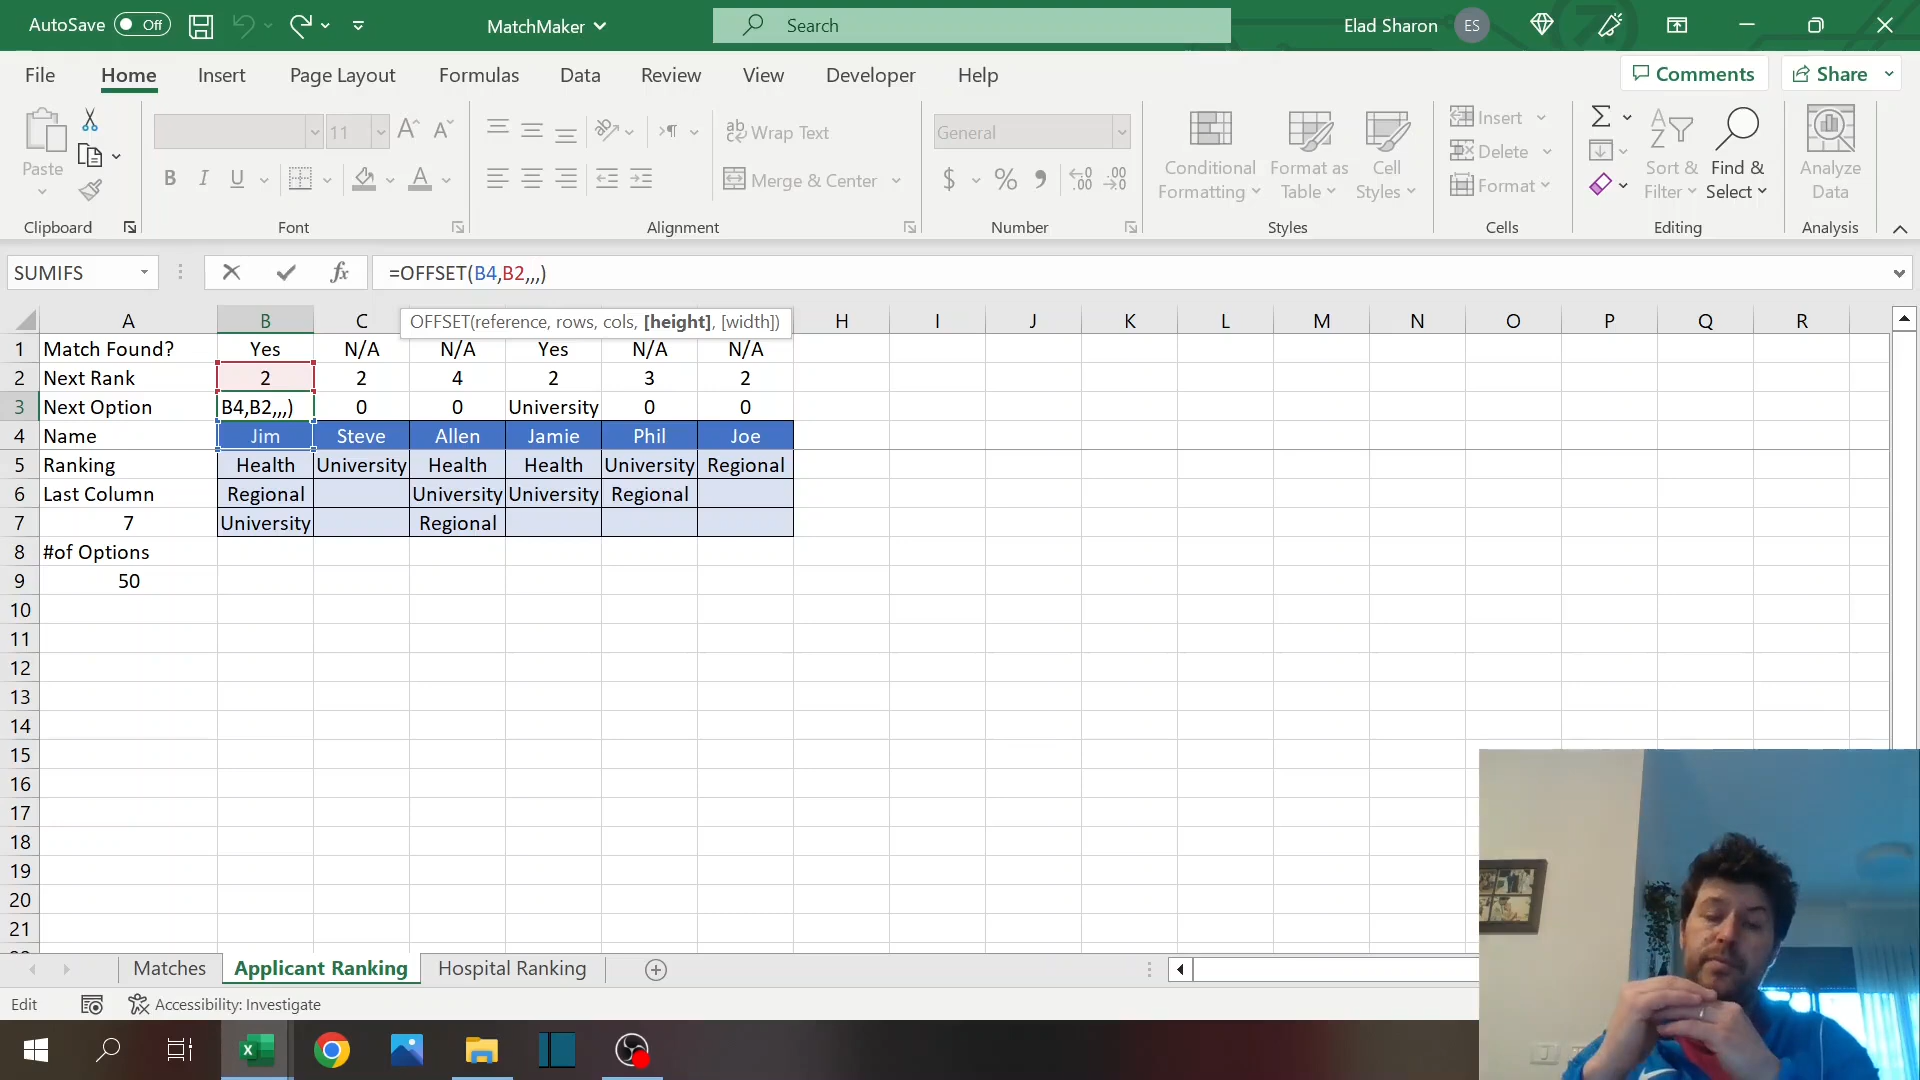 AutoSave Off MatchMaker Search Elad Sharon ES
File Home Insert Page Layout Formulas Data Review View Developer Help Comments Share
Paste 11 Wrap Text General Conditional Formatting Format as Table Cell Styles Insert Sort & Filter Find & Select Analyze Data
B I U Merge & Center $ % Delete
Format
Clipboard Font Alignment Number Styles Cells Editing Analysis
SUMIFS fx =OFFSET(B4,B2,,,)
OFFSET(reference, rows, cols, [height], [width])
A B C H I J K L M N O P Q R
1 Match Found? Yes N/A N/A Yes N/A N/A
2 Next Rank 2 2 4 2 3 2
3 Next Option B4,B2,,,) 0 0 University 0 0
4 Name Jim Steve Allen Jamie Phil Joe
5 Ranking Health University Health Health University Regional
6 Last Column Regional University University Regional
7 7 University Regional
8 #of Options
9 50
10
11
12
13
14
15
16
17
18
19
20
21
Matches Applicant Ranking Hospital Ranking
Edit Accessibility: Investigate